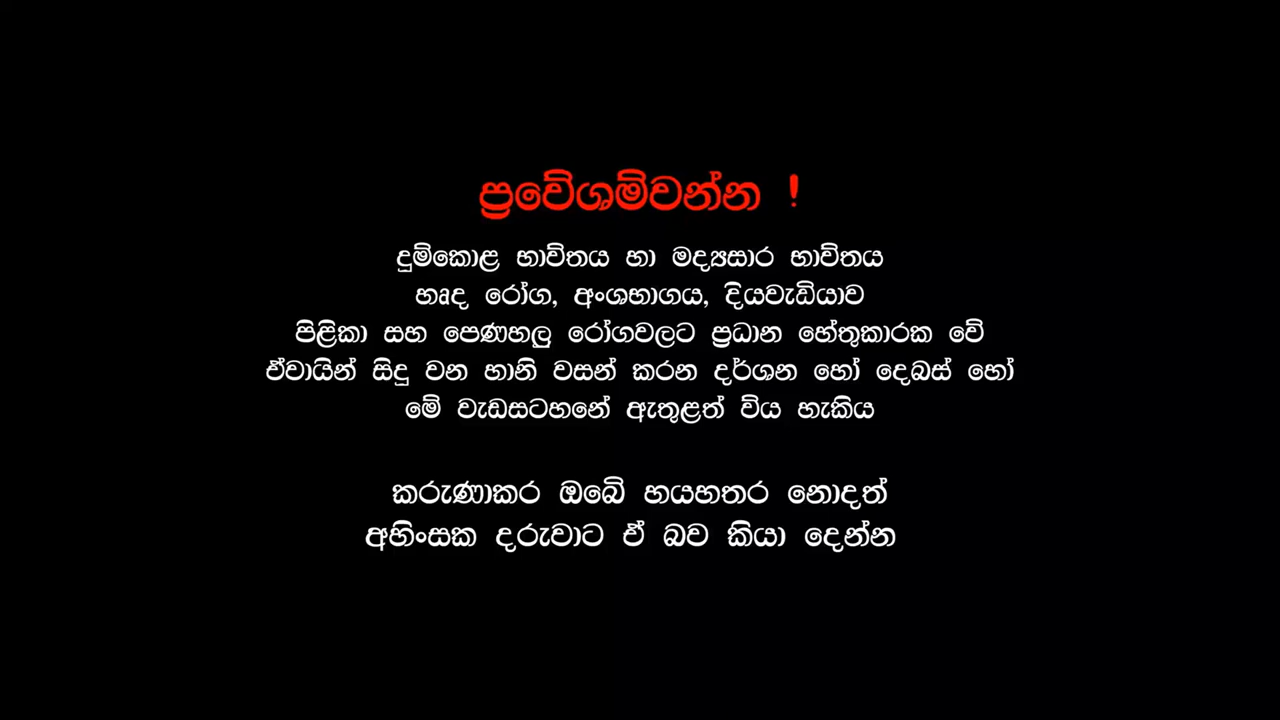 ප්‍රවේශම්වන්න !
දුම්කොළ භාවිතය හා මද්‍යසාර භාවිතය
හෘද රෝග, අංශභාගය, දියවැඩියාව
පිළිකා සහ පෙණහලු රෝගවලට ප්‍රධාන හේතුකාරක වේ
ඒවායින් සිදු වන හානි වසන් කරන දර්ශන හෝ දෙබස් හෝ
මේ වැඩසටහනේ ඇතුළත් විය හැකිය
කරුණාකර ඔබේ හයහතර නොදත්
අහිංසක දරුවාට ඒ බව කියා දෙන්න